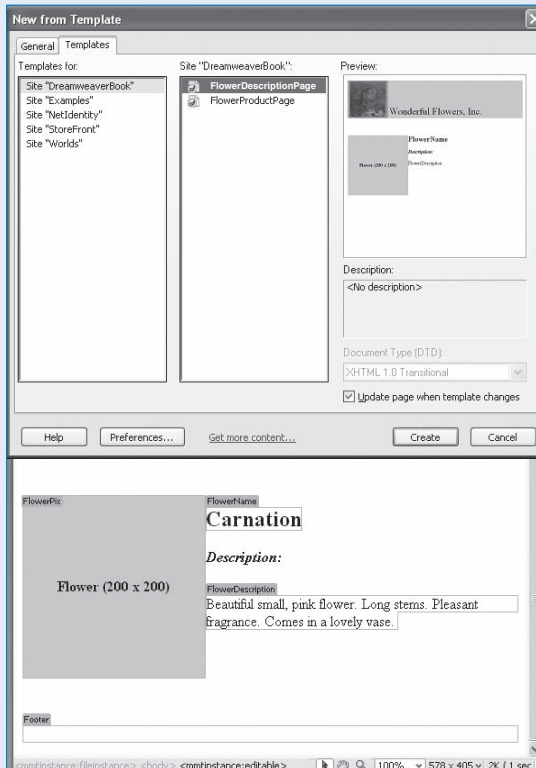 New from Template
General Templates
Templates for:
Site "DreamweaverBook"
Site "Examples"
Site "NetIdentity"
Site "StoreFront"
Site "Worlds"
Site "DreamweaverBook":
FlowerDescriptionPage
FlowerProductPage
Preview:
Wonderful Flowers, Inc.
FlowerName
Description:
Flower (200 x 200)
FlowerDescription
Description:
<No description>
Document Type (DTD):
XHTML 1.0 Transitional
Update page when template changes
Help Preferences... Get more content... Create Cancel
FlowerPix
Flower (200 x 200)
FlowerName
Carnation
Description:
FlowerDescription
Beautiful small, pink flower. Long stems. Pleasant
fragrance. Comes in a lovely vase.
Footer
<mmtinstance:fileinstance> <body> <mmtinstance:editable> 100% 578 x 405 2K / 1 sec